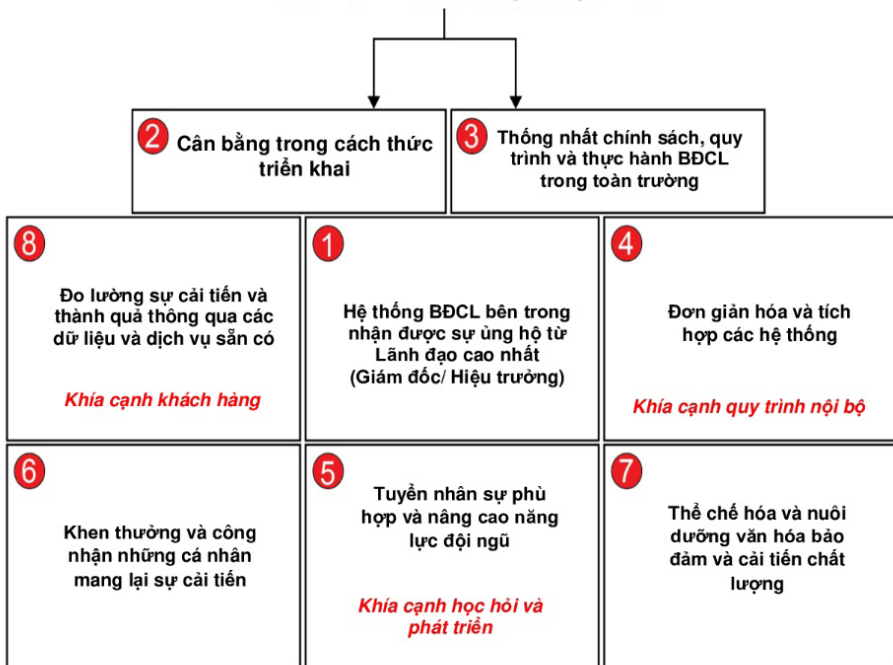 2
Cân bằng trong cách thức
triển khai
3
Thống nhất chính sách, quy
trình và thực hành BĐCL
trong toàn trường
8
Đo lường sự cải tiến và
thành quả thông qua các
dữ liệu và dịch vụ sẵn có
Khía cạnh khách hàng
1
Hệ thống BĐCL bên trong
nhận được sự ủng hộ từ
Lãnh đạo cao nhất
(Giám đốc/ Hiệu trưởng)
4
Đơn giản hóa và tích
hợp các hệ thống
Khía cạnh quy trình nội bộ
6
Khen thưởng và công
nhận những cá nhân
mang lại sự cải tiến
5
Tuyển nhân sự phù
hợp và nâng cao năng
lực đội ngũ
Khía cạnh học hỏi và
phát triển
7
Thể chế hóa và nuôi
dưỡng văn hóa bảo
đảm và cải tiến chất
lượng